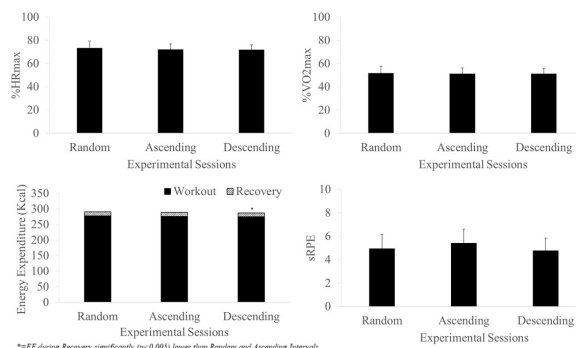 100
80
60
40
20
0
%HRmax
Random Ascending Descending
Experimental Sessions
100
80
60
40
20
0
%VO2max
Random Ascending Descending
Experimental Sessions
350
300
250
200
150
100
50
0
Energy Expenditure (Kcal)
Workout Recovery
*
Random Ascending Descending
Experimental Sessions
10
8
6
4
2
0
sRPE
Random Ascending Descending
Experimental Sessions
*=EE during Recovery significantly (p<0.005) lower than Random and Ascending Intervals